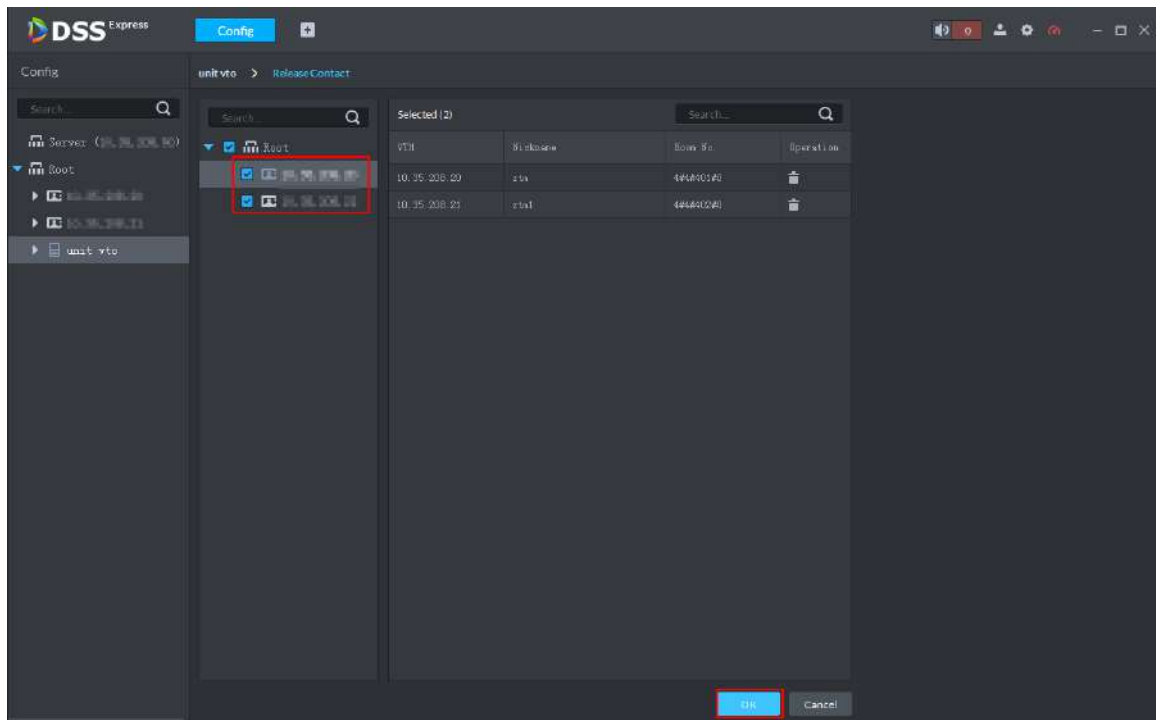 DSS Express
Config
0
Config
unit vto > Release Contact
Search...
Server (
Root
unit vto
Search...
Root
Selected (2)
Search...
VTH Nickname Room No. Operation
10.35.208.20
10.35.208.21
OK Cancel